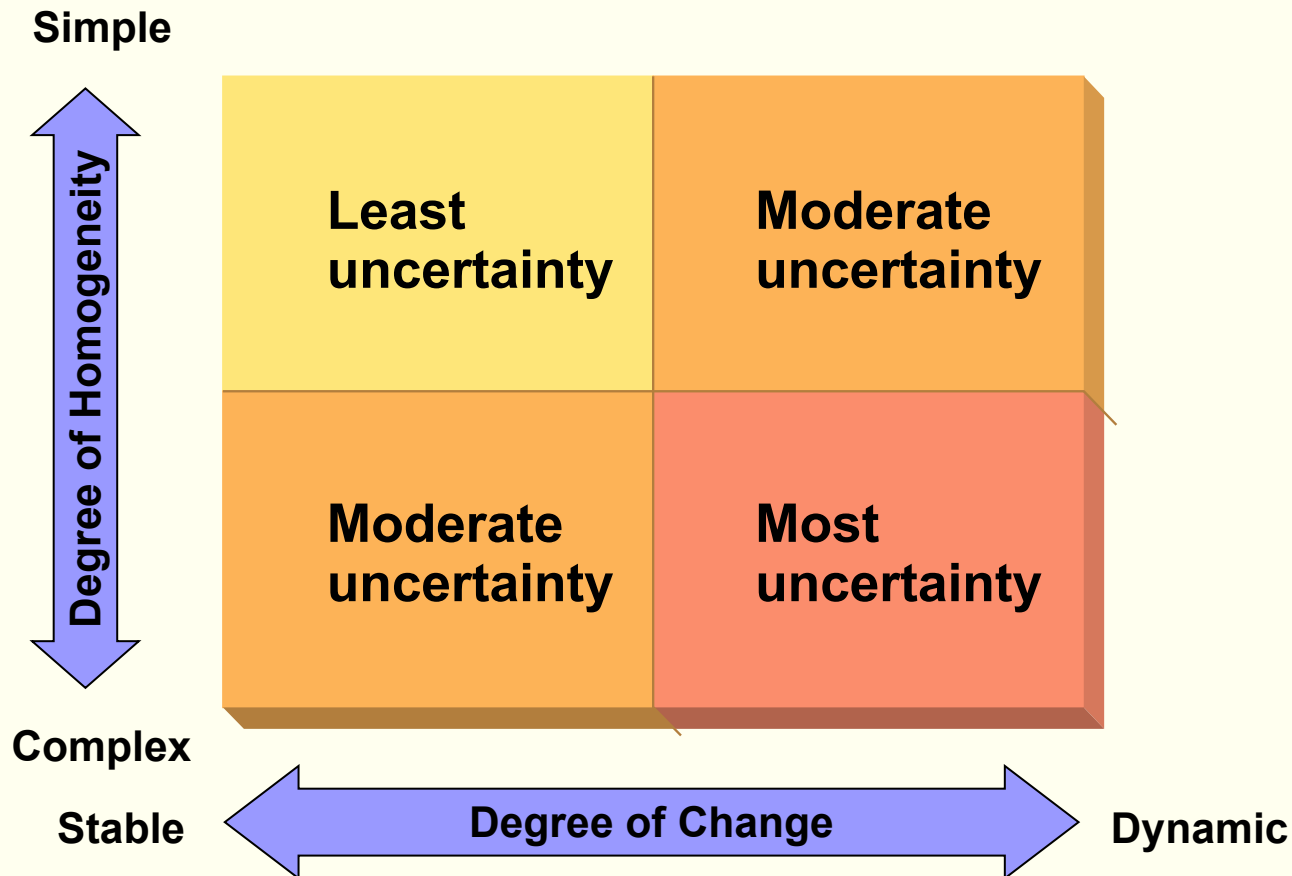 Simple
Degree of Homogeneity
Least
uncertainty
Moderate
uncertainty
Moderate
uncertainty
Most
uncertainty
Complex
Stable
Degree of Change
Dynamic